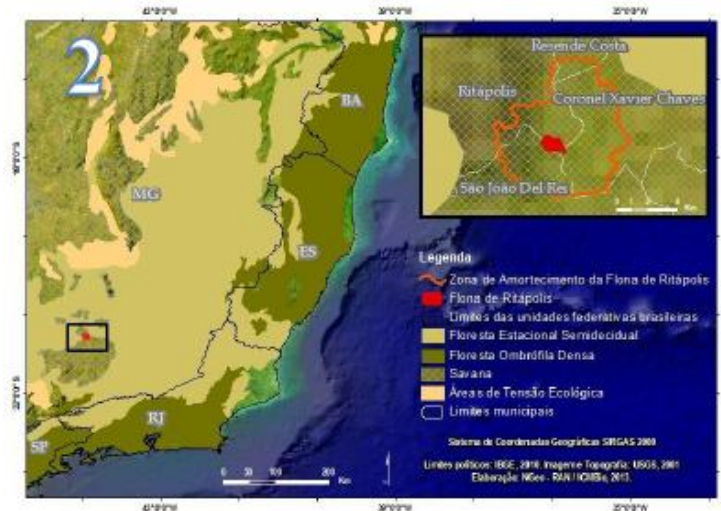 2
BA
MG
ES
RJ
SP
Resende Costa
Ritápolis
Coronel Xavier Chaves
São João Del Rei
Legenda
Zona de Amortecimento da Flona de Ritápolis
Flona de Ritápolis
Limites das unidades federativas brasileiras
Floresta Estacional Semidecidual
Floresta Ombrófila Densa
Savana
Áreas de Tensão Ecológica
Limites municipais
Sistema de Coordenadas Geográficas SIRGAS 2000
Limites políticos: IBGE, 2010. Imagem e Topografia: USGS, 2001
Elaboração: NGeo - RAN / ICMBio, 2013.
0 50 100 200
Km